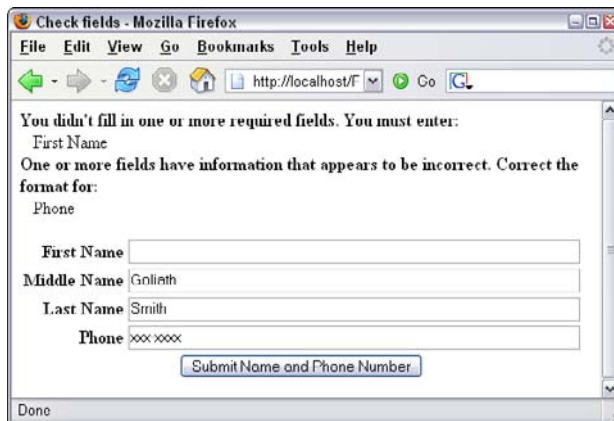 Check fields - Mozilla Firefox
File Edit View Go Bookmarks Tools Help
http://localhost/F Go G
You didn't fill in one or more required fields. You must enter:
First Name
One or more fields have information that appears to be incorrect. Correct the
format for:
Phone
First Name
Middle Name Goliath
Last Name Smith
Phone xxx xxxx
Submit Name and Phone Number
Done